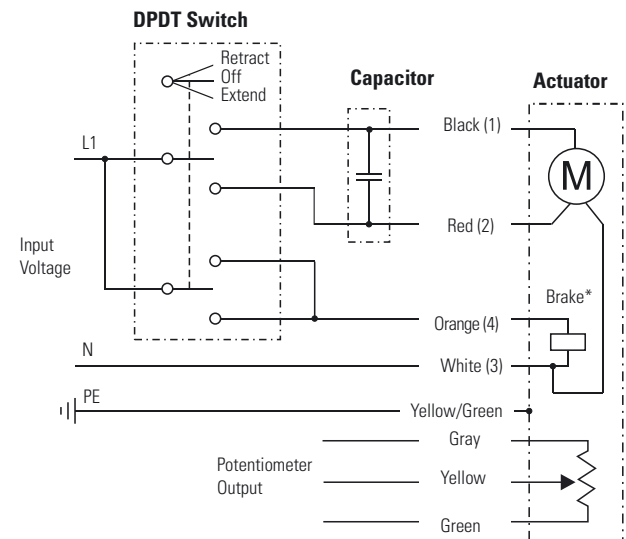 DPDT Switch
Retract
Off
Extend
Capacitor
Actuator
Black (1)
L1
M
Red (2)
Input
Voltage
Brake*
Orange (4)
N
White (3)
PE
Yellow/Green
Gray
Potentiometer
Output
Yellow
Green